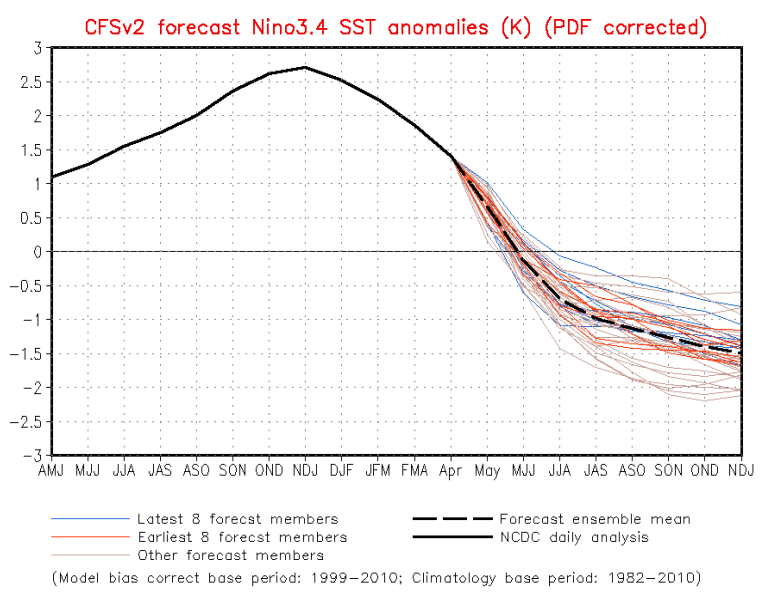 CFSv2 forecast Nino3.4 SST anomalies (K) (PDF corrected)
3
2.5
2
1.5
1
0.5
0
-0.5
-1
-1.5
-2
-2.5
-3
AMJ MJJ JJA JAS ASO SON OND NDJ DJF JFM FMA Apr May MJJ JJA JAS ASO SON OND NDJ
Latest 8 forecst members Forecast ensemble mean
Earliest 8 forecst members NCDC daily analysis
Other forecast members
(Model bias correct base period: 1999-2010; Climatology base period: 1982-2010)